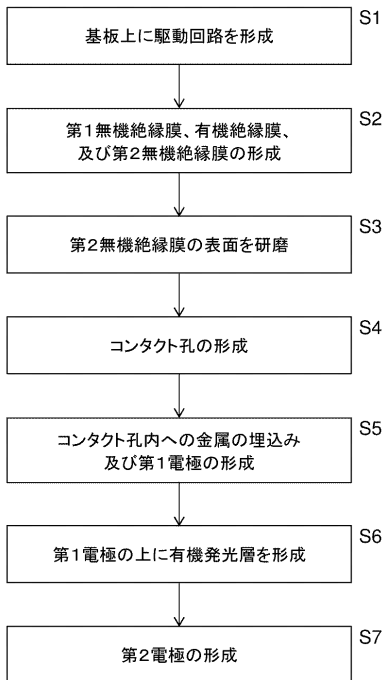 S1
基板上に駆動回路を形成
S2
第1無機絶縁膜、有機絶縁膜、
及び第2無機絶縁膜の形成
S3
第2無機絶縁膜の表面を研磨
S4
コンタクト孔の形成
S5
コンタクト孔内への金属の埋込み
及び第1電極の形成
S6
第1電極の上に有機発光層を形成
S7
第2電極の形成